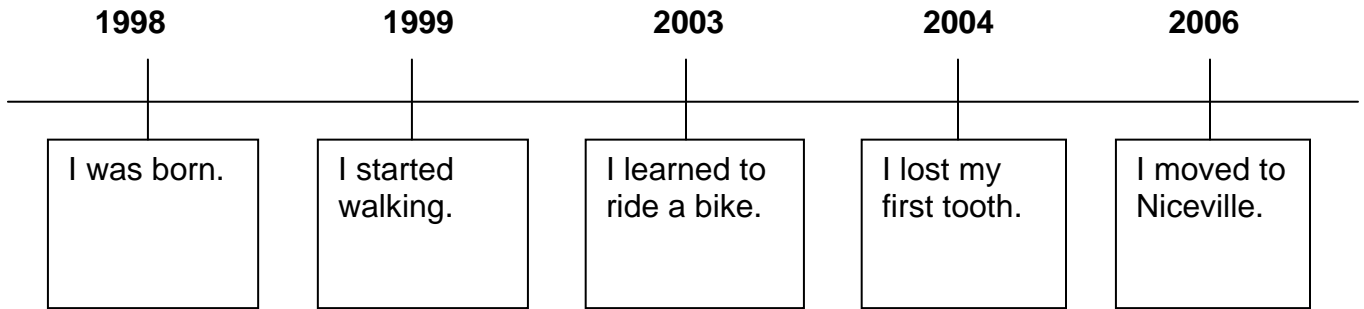 1998 1999 2003 2004 2006
I was born.
I started
walking.
I learned to
ride a bike.
I lost my
first tooth.
I moved to
Niceville.